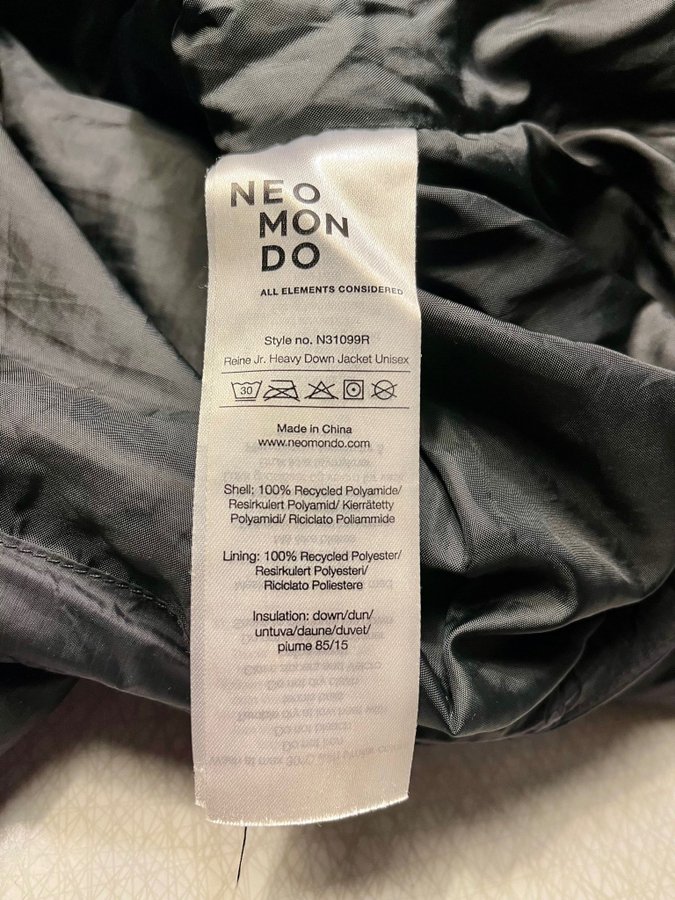 NEO
MON
DO
ALL ELEMENTS CONSIDERED
Style no. N31099R
Reine Jr. Heavy Down Jacket Unisex
30
Made in China
www.neomondo.com
Shell: 100% Recycled Polyamide/
Resirkulert Polyamid/ Kierrätetty
Polyamidi/ Riciclato Poliammide
Lining: 100% Recycled Polyester/
Resirkulert Polyesteri/
Riciclato Poliestere
Insulation: down/dun/
untuva/daune/duvet/
piume 85/15